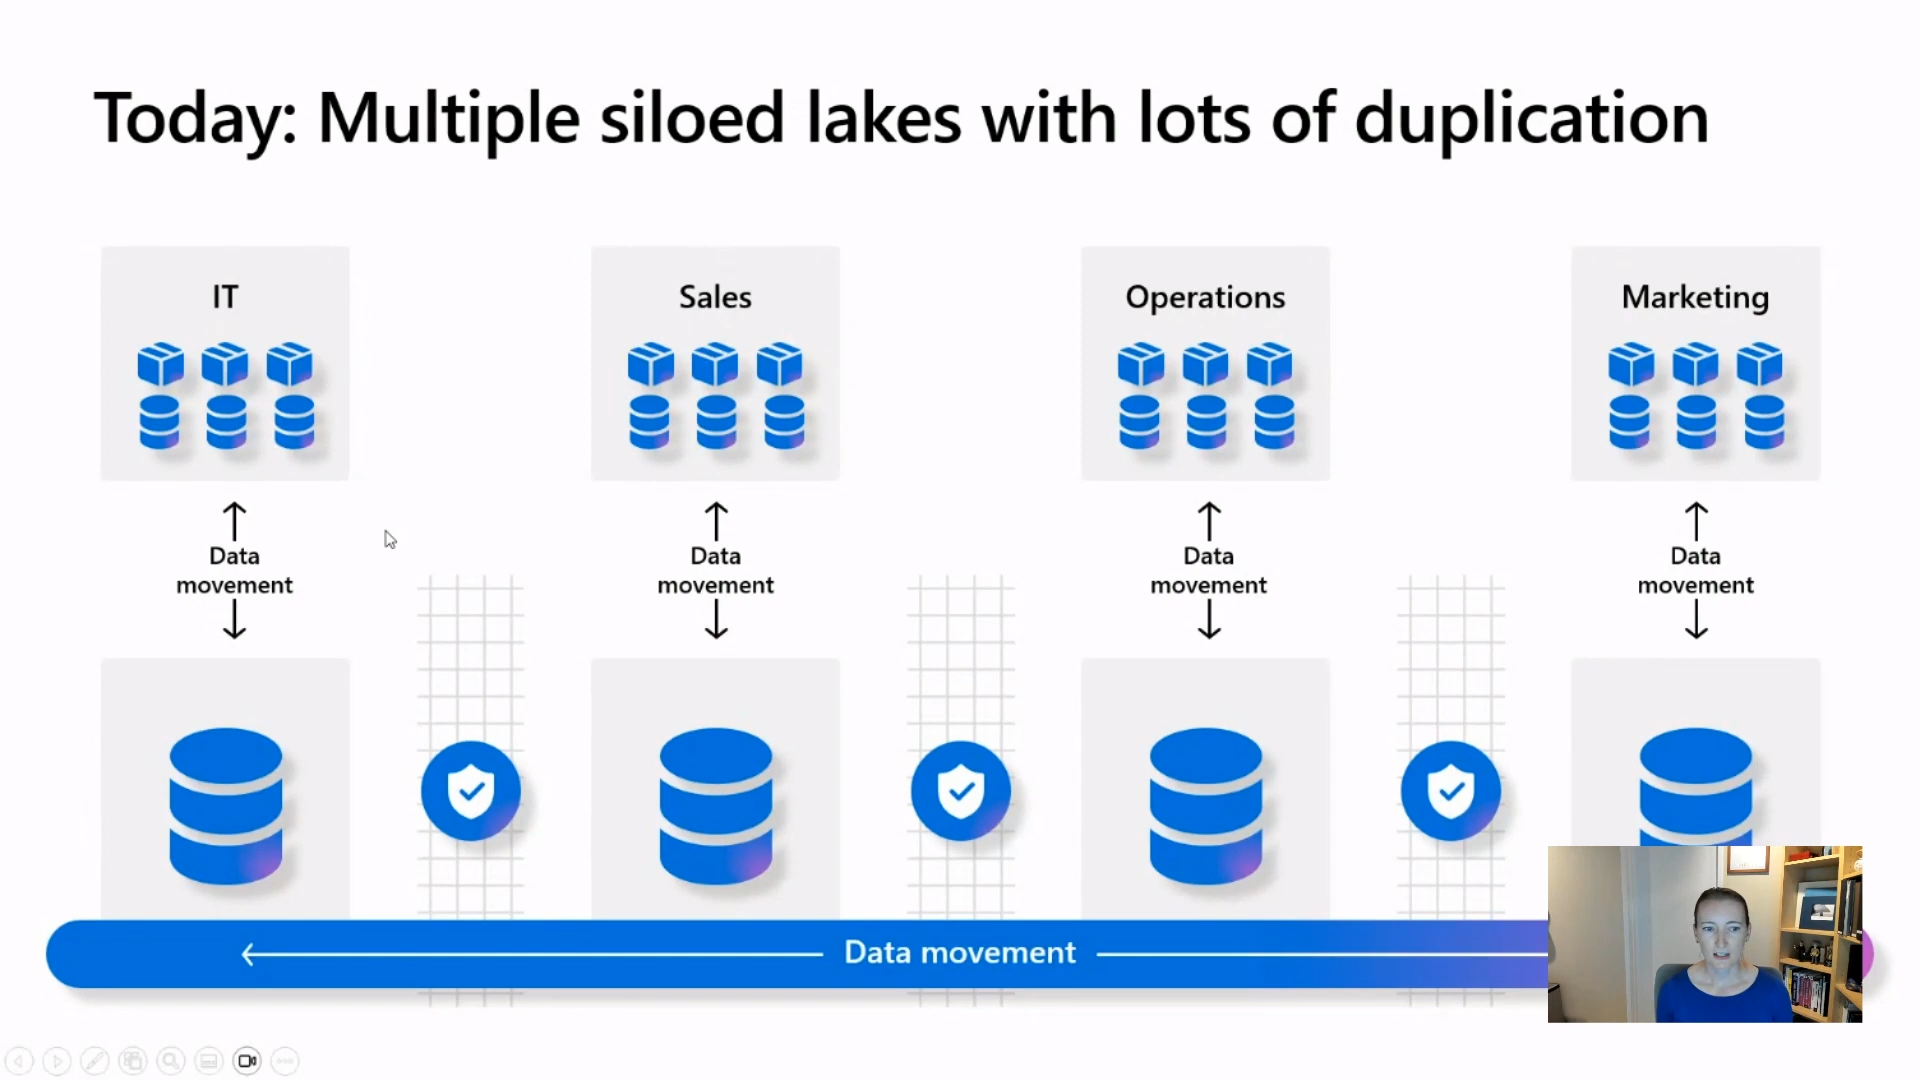 Today: Multiple siloed lakes with lots of duplication
IT
Sales
Operations
Marketing
Data
movement
Data
movement
Data
movement
Data
movement
Data movement